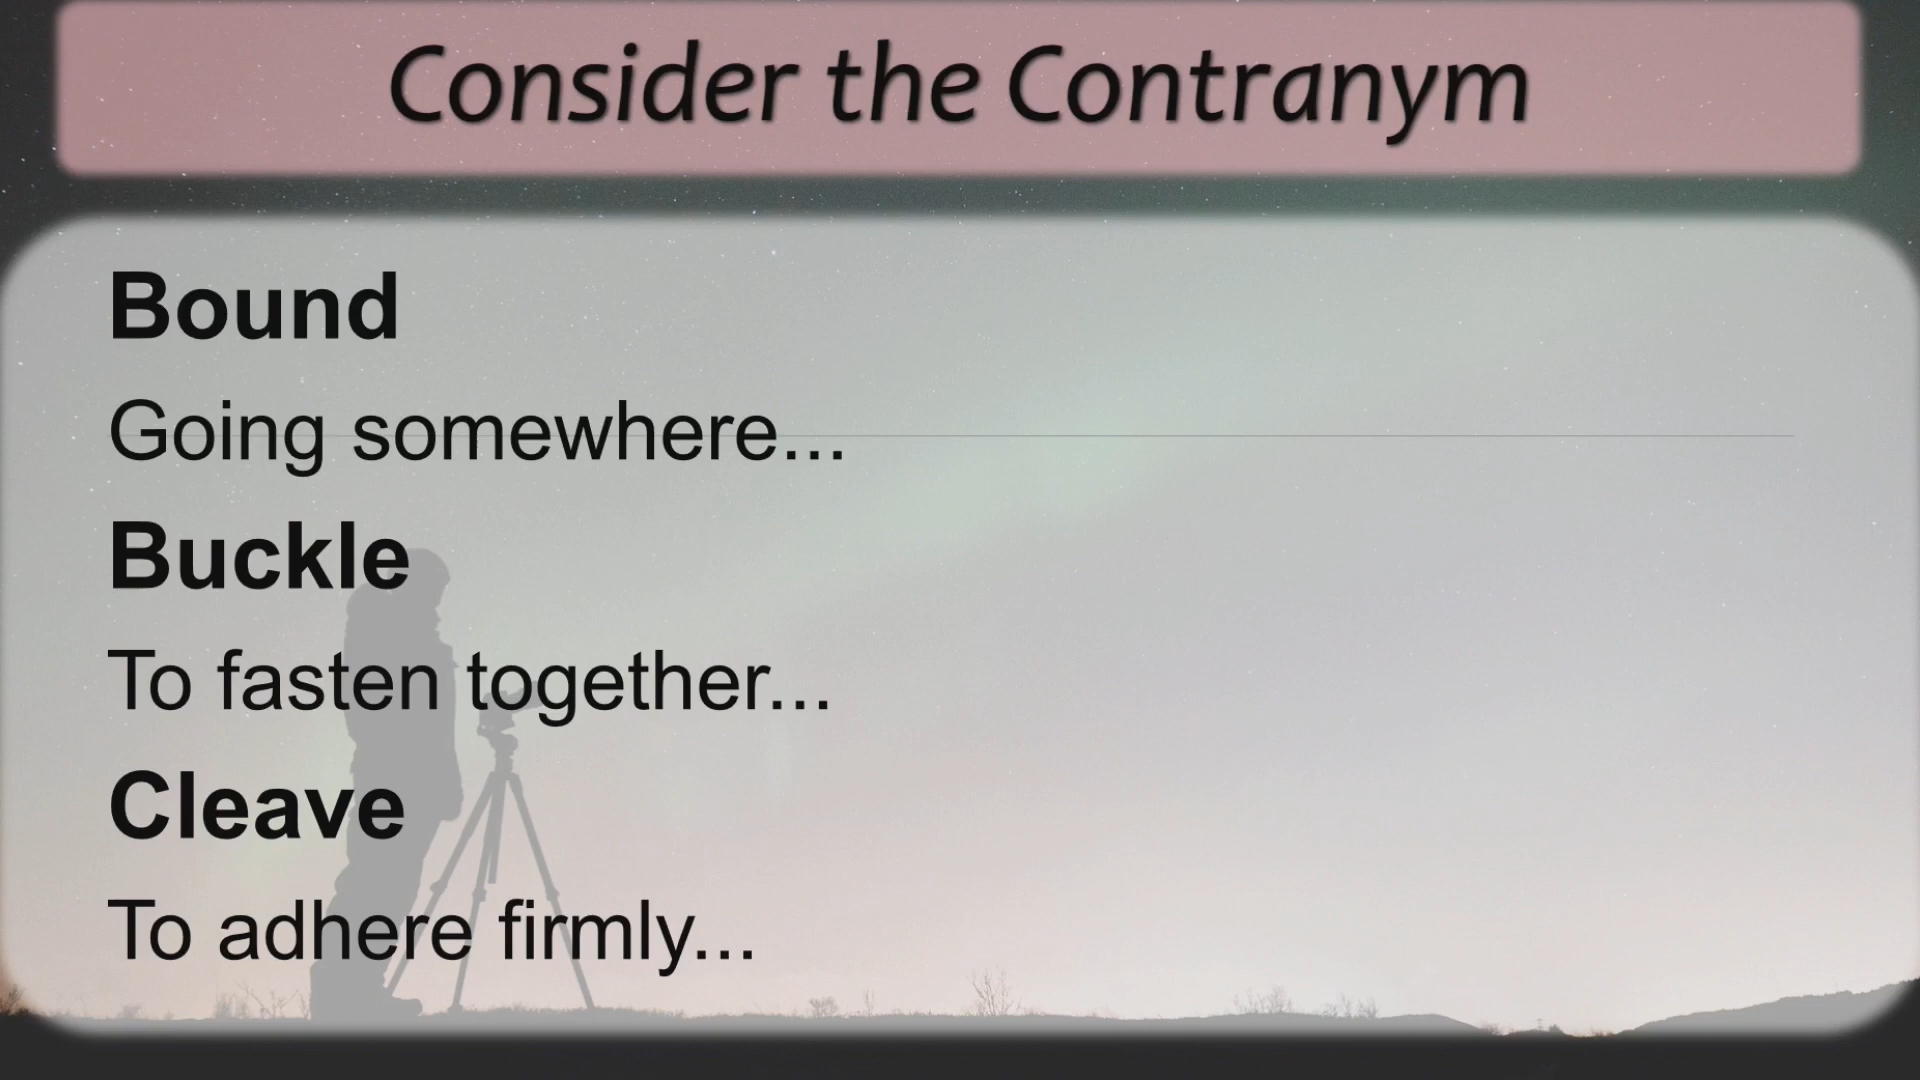 Consider the Contranym
Bound
Going somewhere...
Buckle
To fasten together...
Cleave
To adhere firmly...